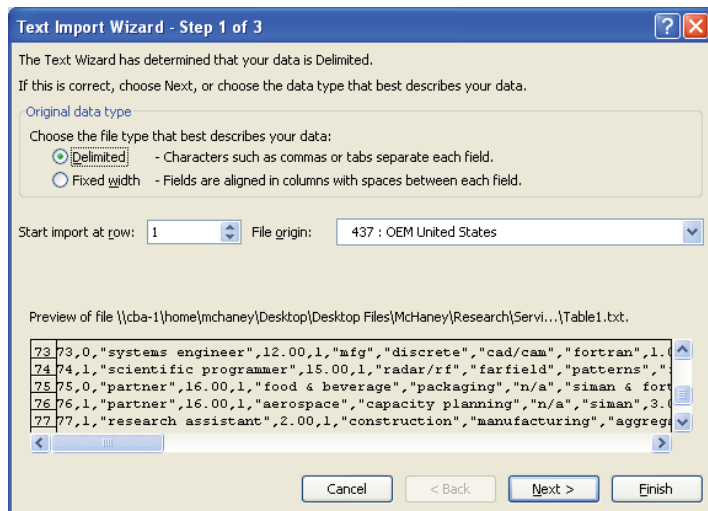 Text Import Wizard - Step 1 of 3
The Text Wizard has determined that your data is Delimited.
If this is correct, choose Next, or choose the data type that best describes your data.
Original data type
Choose the file type that best describes your data:
Delimited - Characters such as commas or tabs separate each field.
Fixed width - Fields are aligned in columns with spaces between each field.
Start import at row: 1 File origin: 437 : OEM United States
Preview of file \\cba-1\home\mchaney\Desktop\Desktop Files\McHaney\Research\Servi...\Table1.txt.
73 73,0,"systems engineer",12.00,1,"mfg","discrete","cad/cam","fortran",1.0
74 74,1,"scientific programmer",15.00,1,"radar/rf","farfield","patterns","
75 75,0,"partner",16.00,1,"food & beverage","packaging","n/a","siman & fort
76 76,1,"partner",16.00,1,"aerospace","capacity planning","n/a","siman",3.0
77 77,1,"research assistant",2.00,1,"construction","manufacturing","aggrega
Cancel < Back Next > Finish